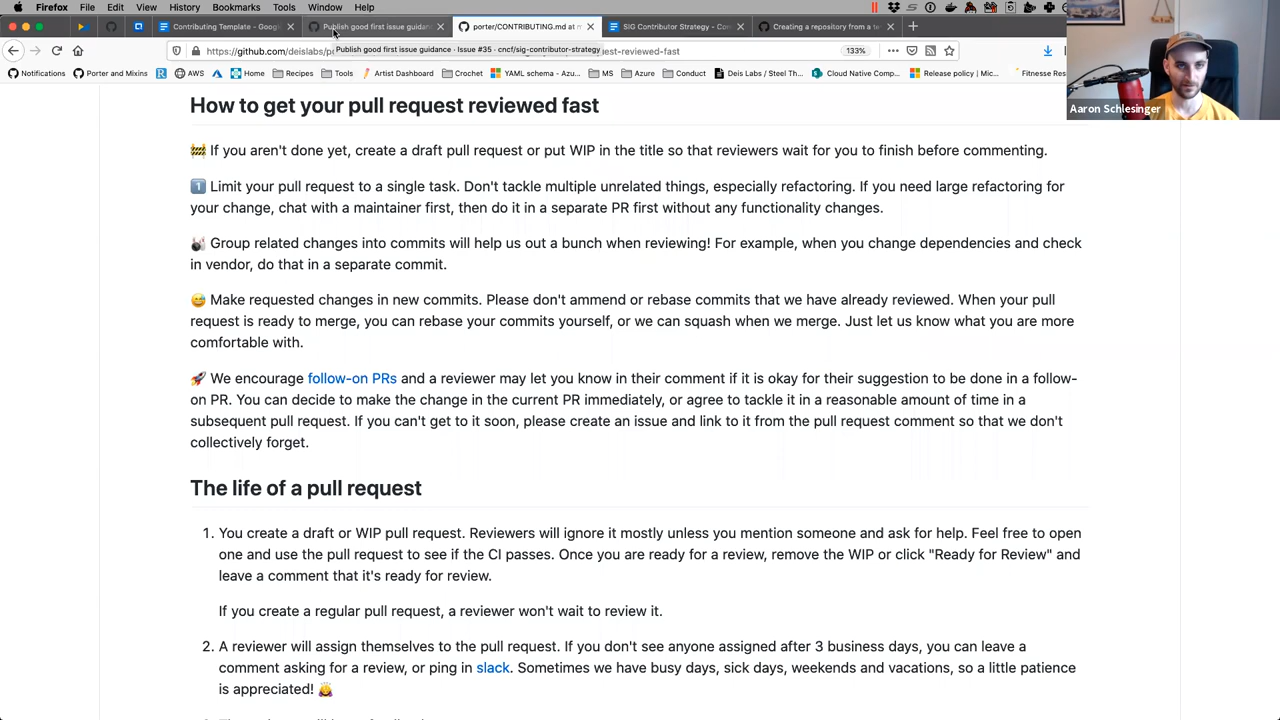 Firefox File Edit View History Bookmarks Tools Window Help
Contributing Template - Googl
Publish good first issue guidanc
porter/CONTRIBUTING.md at m
SIG Contributor Strategy - Con
Creating a repository from a te
https://github.com/deislabs/po
Publish good first issue guidance · Issue #35 · cncf/sig-contributor-strategy
est-reviewed-fast
133%
Notifications Porter and Mixins AWS Home Recipes Tools Artist Dashboard Crochet YAML schema - Azu... MS Azure Conduct Deis Labs / Steel Th... Cloud Native Comp... Release policy | Mic... Fitnesse Res
Aaron Schlesinger
How to get your pull request reviewed fast
If you aren't done yet, create a draft pull request or put WIP in the title so that reviewers wait for you to finish before commenting.
1 Limit your pull request to a single task. Don't tackle multiple unrelated things, especially refactoring. If you need large refactoring for
your change, chat with a maintainer first, then do it in a separate PR first without any functionality changes.
Group related changes into commits will help us out a bunch when reviewing! For example, when you change dependencies and check
in vendor, do that in a separate commit.
Make requested changes in new commits. Please don't ammend or rebase commits that we have already reviewed. When your pull
request is ready to merge, you can rebase your commits yourself, or we can squash when we merge. Just let us know what you are more
comfortable with.
We encourage follow-on PRs and a reviewer may let you know in their comment if it is okay for their suggestion to be done in a follow-
on PR. You can decide to make the change in the current PR immediately, or agree to tackle it in a reasonable amount of time in a
subsequent pull request. If you can't get to it soon, please create an issue and link to it from the pull request comment so that we don't
collectively forget.
The life of a pull request
1. You create a draft or WIP pull request. Reviewers will ignore it mostly unless you mention someone and ask for help. Feel free to open
one and use the pull request to see if the CI passes. Once you are ready for a review, remove the WIP or click "Ready for Review" and
leave a comment that it's ready for review.
If you create a regular pull request, a reviewer won't wait to review it.
2. A reviewer will assign themselves to the pull request. If you don't see anyone assigned after 3 business days, you can leave a
comment asking for a review, or ping in slack. Sometimes we have busy days, sick days, weekends and vacations, so a little patience
is appreciated!